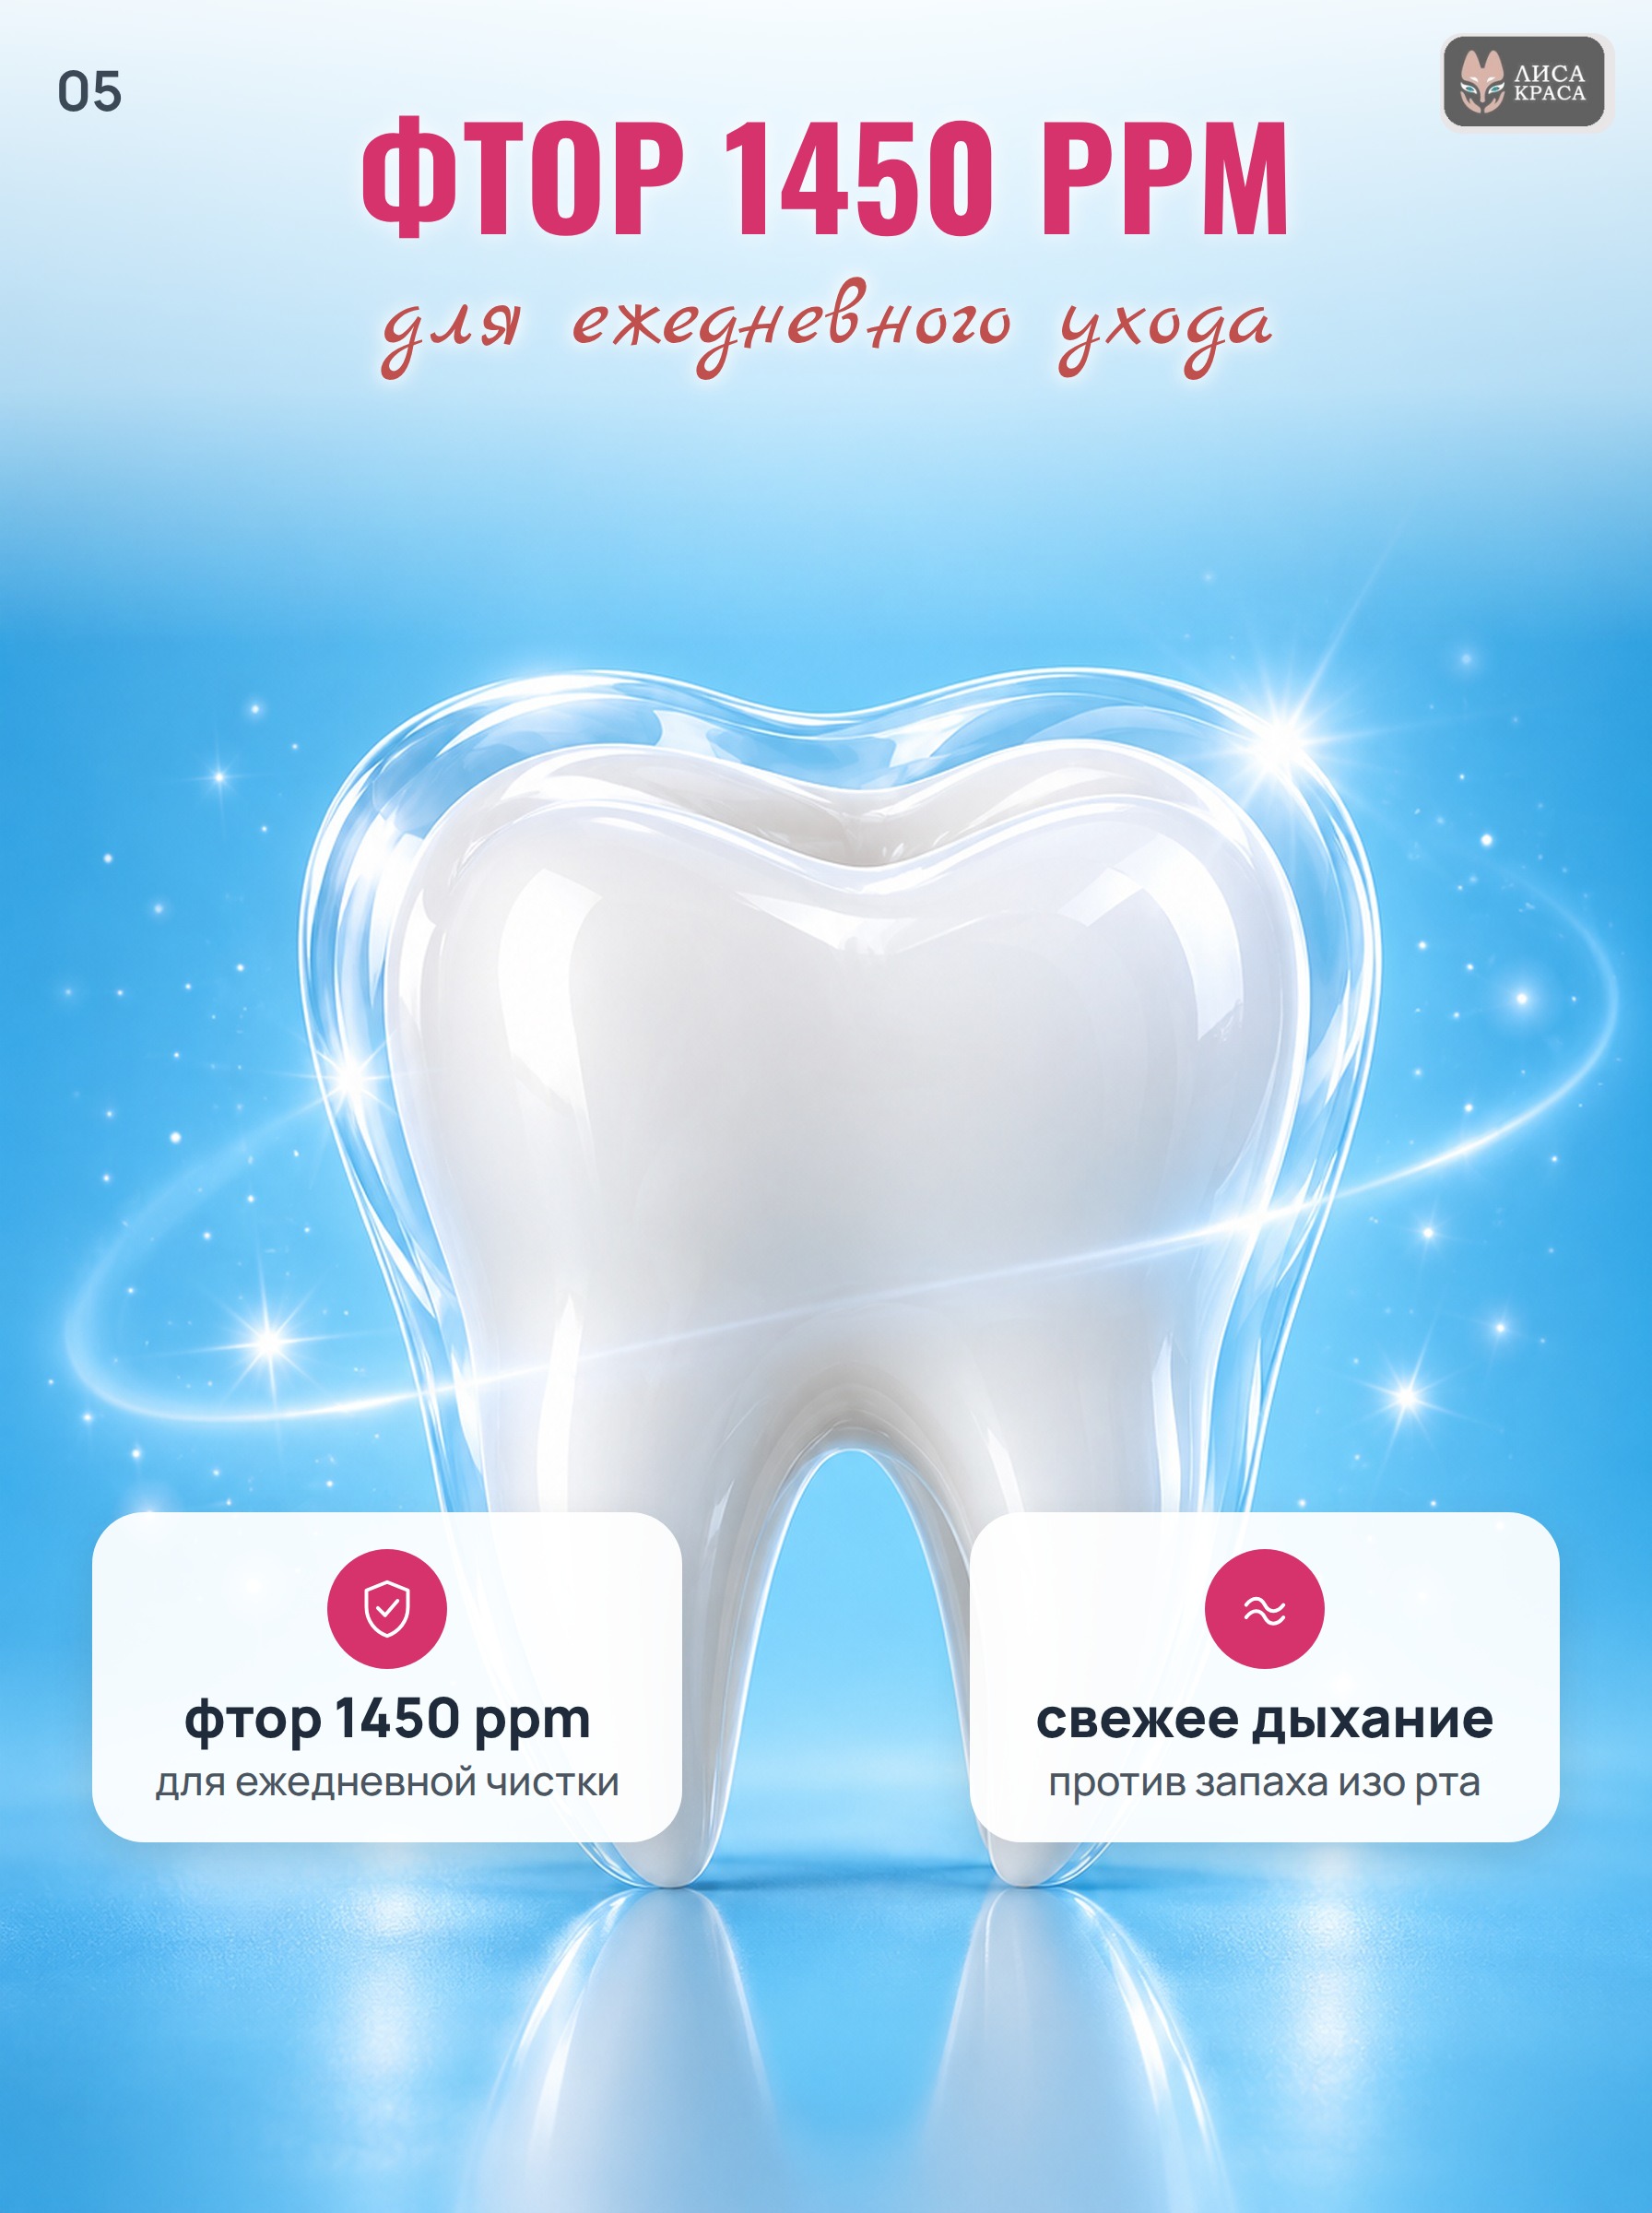 05
ЛИСА
КРАСА
ФТОР 1450 PPM
для ежедневного ухода
фтор 1450 ppm
для ежедневной чистки
свежее дыхание
против запаха изо рта